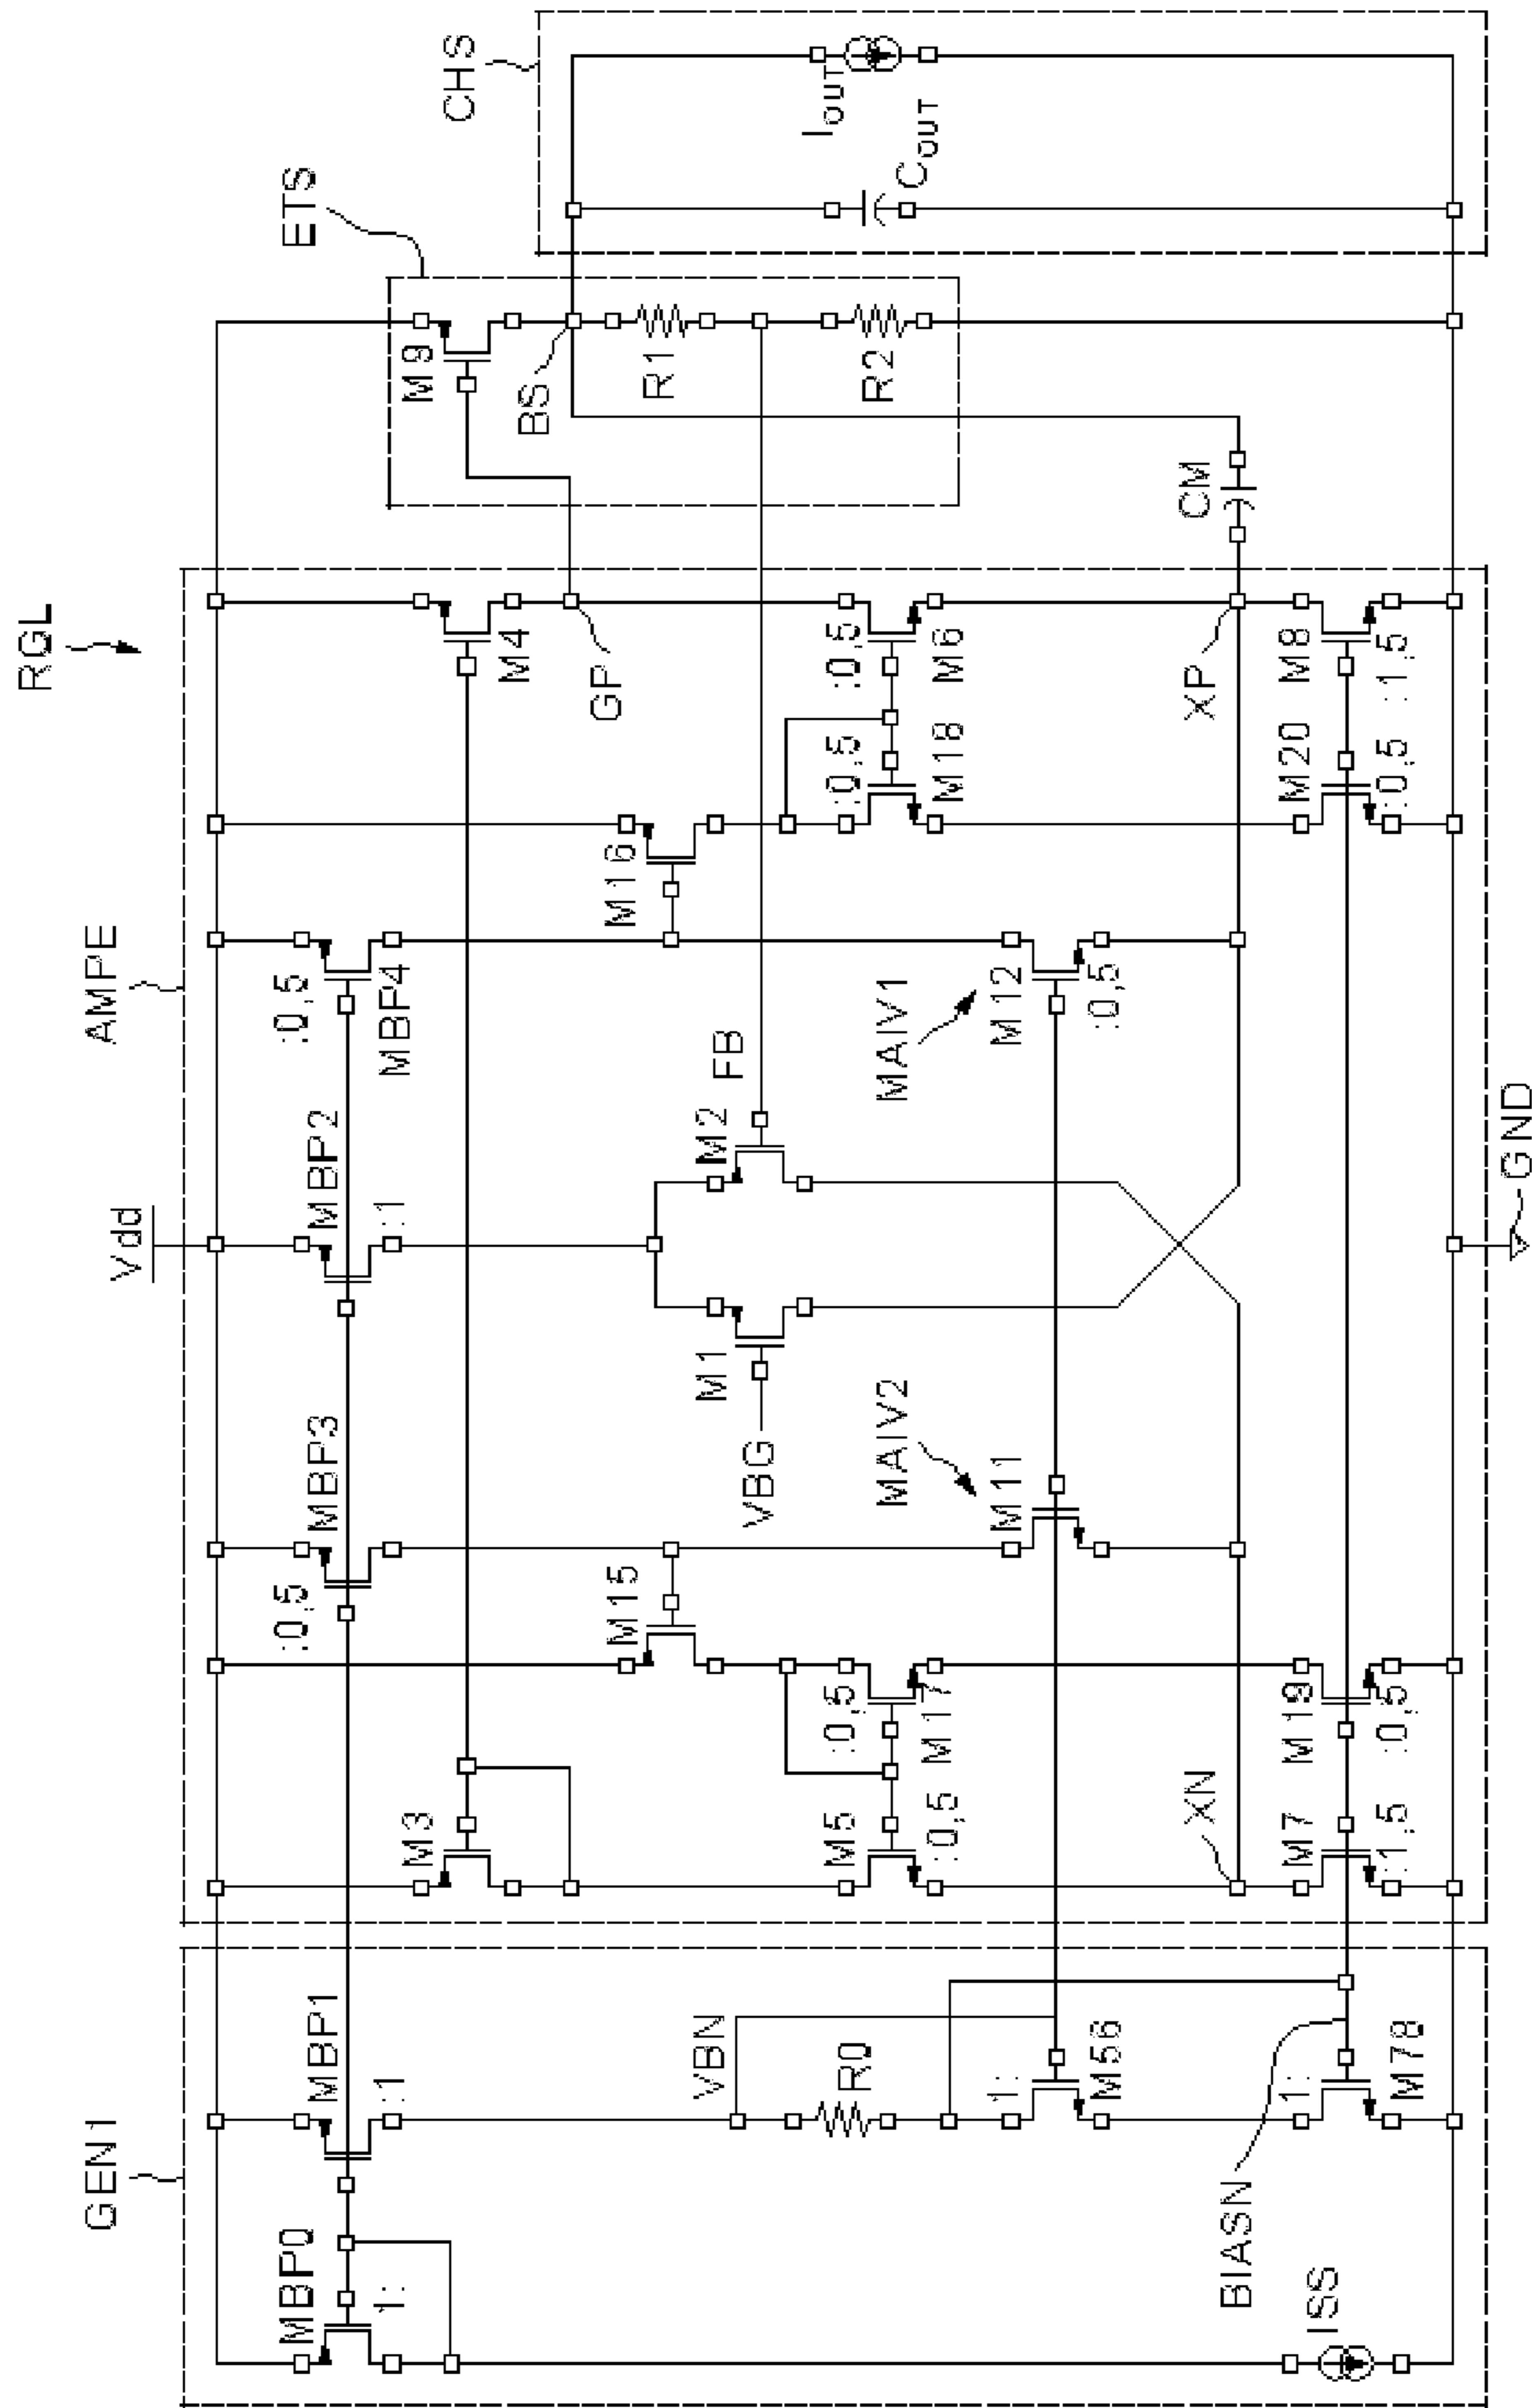 RGL
GEN1
AMPE
ETS
CHS
Vdd
MBP0
1:
MBP1
:1
MBP3
:0,5
MBP2
:1
:0,5
MBP4
M3
M4
M9
GP
BS
M15
M16
M1
VBG
M2
FB
R1
R2
IOUT
COUT
VBN
R0
:0,5
M17
M5
:0,5
:0,5
M18
:0,5
M6
MAIV2
M11
MAIV1
M12
:0,5
1:
M56
XN
XP
CM
BIASN
1:
M78
M7
:1,5
M19
:0,5
M20
:0,5
M8
:1,5
ISS
GND